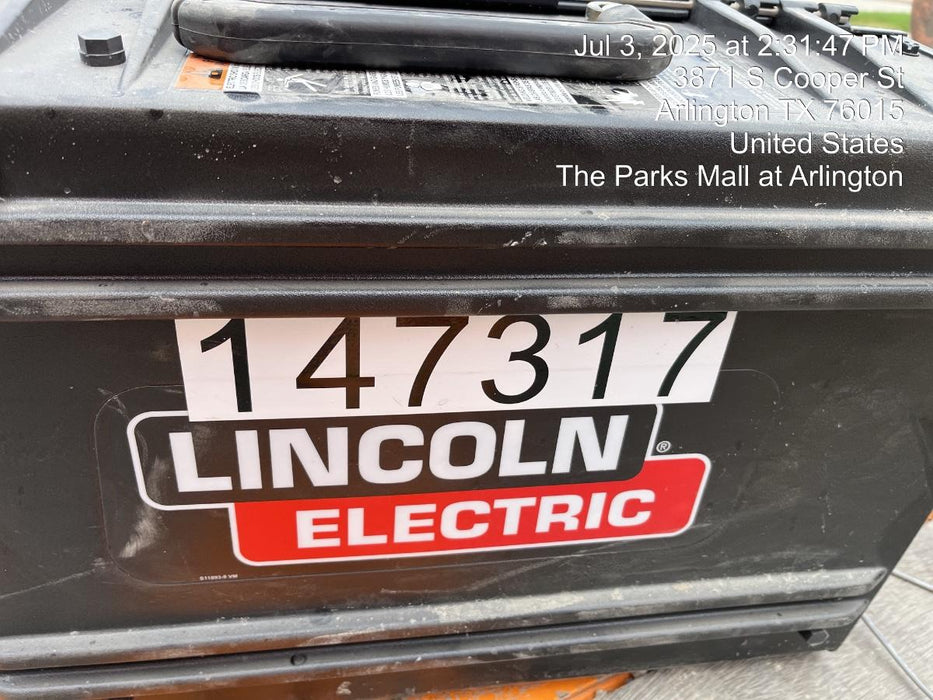 Jul 3, 2025 at 2:31:47 PM
3871 S Cooper St
Arlington TX 76015
United States
The Parks Mall at Arlington
147317
LINCOLN
®
ELECTRIC